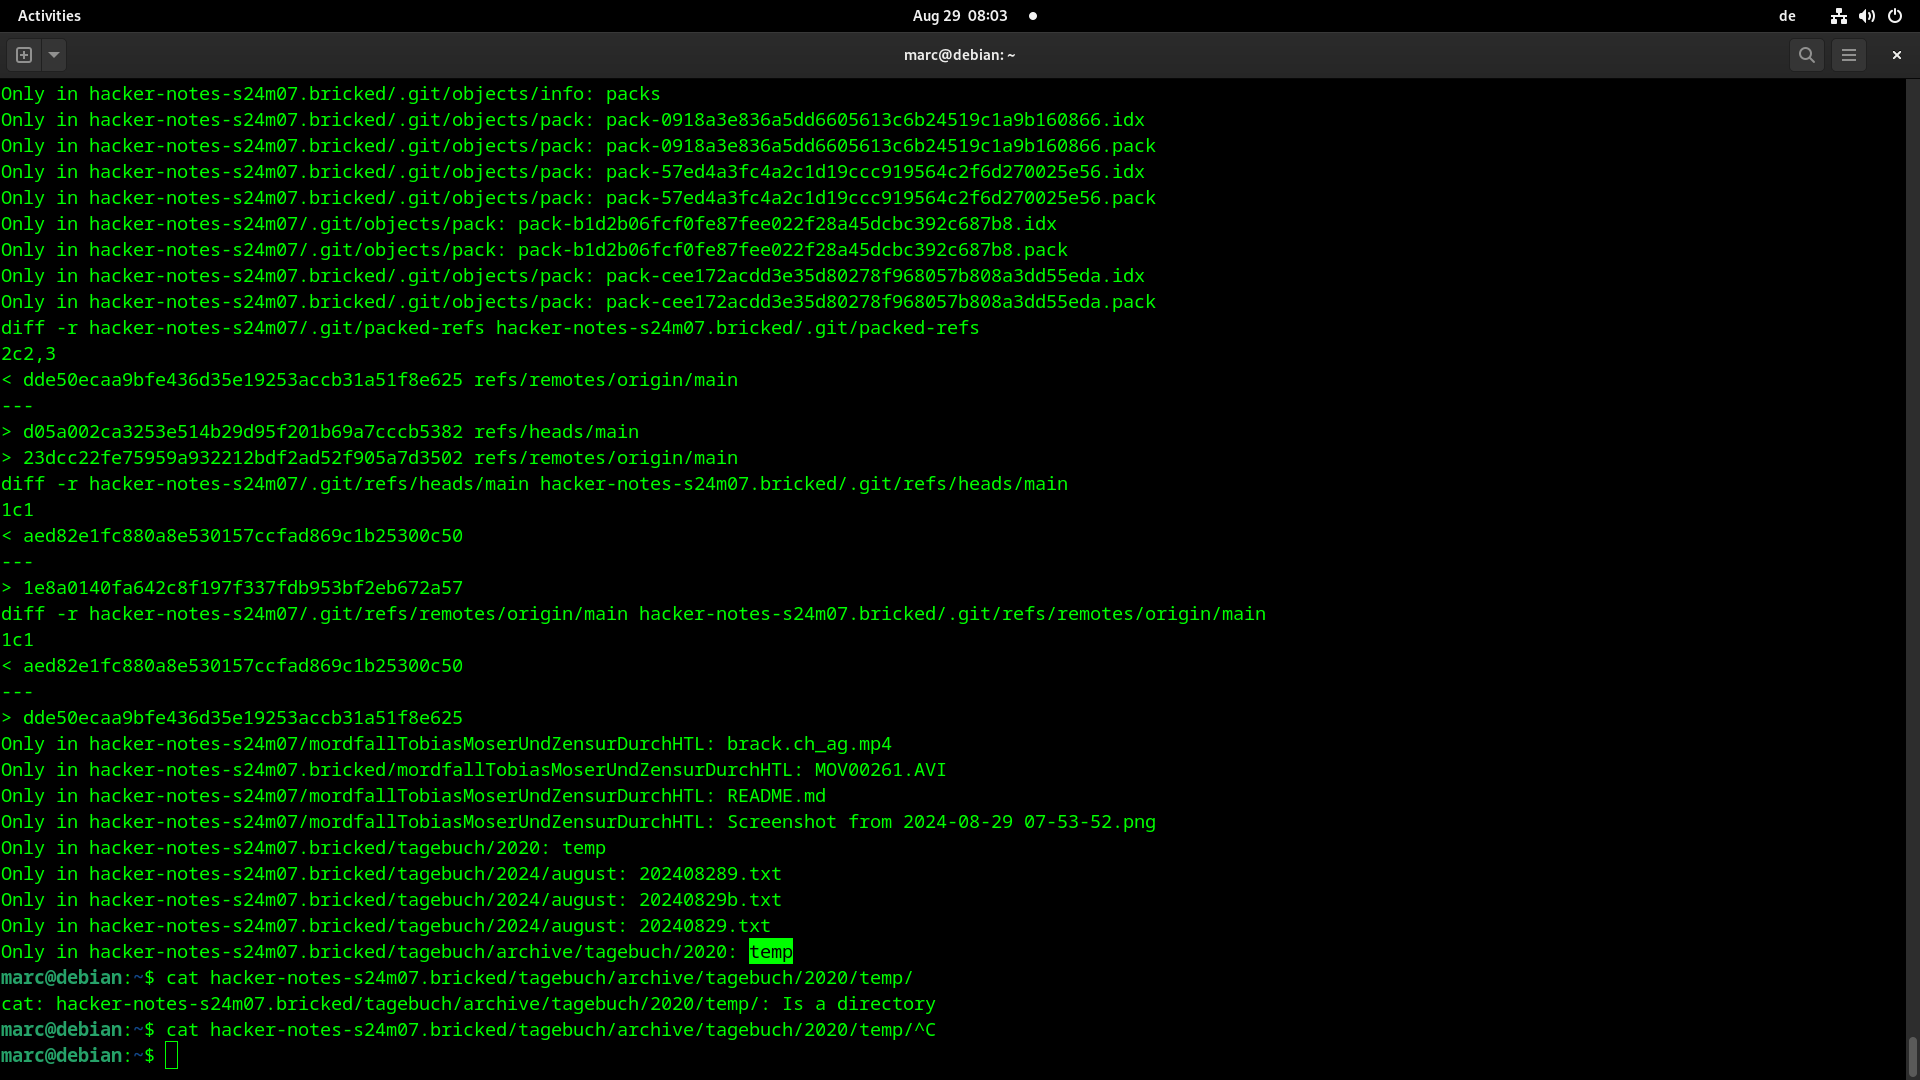 Activities
Aug 29 08:03
de
marc@debian: ~
Only in hacker-notes-s24m07.bricked/.git/objects/info: packs
Only in hacker-notes-s24m07.bricked/.git/objects/pack: pack-0918a3e836a5dd6605613c6b24519c1a9b160866.idx
Only in hacker-notes-s24m07.bricked/.git/objects/pack: pack-0918a3e836a5dd6605613c6b24519c1a9b160866.pack
Only in hacker-notes-s24m07.bricked/.git/objects/pack: pack-57ed4a3fc4a2c1d19ccc919564c2f6d270025e56.idx
Only in hacker-notes-s24m07.bricked/.git/objects/pack: pack-57ed4a3fc4a2c1d19ccc919564c2f6d270025e56.pack
Only in hacker-notes-s24m07/.git/objects/pack: pack-b1d2b06fcf0fe87fee022f28a45dcbc392c687b8.idx
Only in hacker-notes-s24m07/.git/objects/pack: pack-b1d2b06fcf0fe87fee022f28a45dcbc392c687b8.pack
Only in hacker-notes-s24m07.bricked/.git/objects/pack: pack-cee172acdd3e35d80278f968057b808a3dd55eda.idx
Only in hacker-notes-s24m07.bricked/.git/objects/pack: pack-cee172acdd3e35d80278f968057b808a3dd55eda.pack
diff -r hacker-notes-s24m07/.git/packed-refs hacker-notes-s24m07.bricked/.git/packed-refs
2c2,3
< dde50ecaa9bfe436d35e19253accb31a51f8e625 refs/remotes/origin/main
---
> d05a002ca3253e514b29d95f201b69a7cccb5382 refs/heads/main
> 23dcc22fe75959a932212bdf2ad52f905a7d3502 refs/remotes/origin/main
diff -r hacker-notes-s24m07/.git/refs/heads/main hacker-notes-s24m07.bricked/.git/refs/heads/main
1c1
< aed82e1fc880a8e530157ccfad869c1b25300c50
---
> 1e8a0140fa642c8f197f337fdb953bf2eb672a57
diff -r hacker-notes-s24m07/.git/refs/remotes/origin/main hacker-notes-s24m07.bricked/.git/refs/remotes/origin/main
1c1
< aed82e1fc880a8e530157ccfad869c1b25300c50
---
> dde50ecaa9bfe436d35e19253accb31a51f8e625
Only in hacker-notes-s24m07/mordfallTobiasMoserUndZensurDurchHTL: brack.ch_ag.mp4
Only in hacker-notes-s24m07.bricked/mordfallTobiasMoserUndZensurDurchHTL: MOV00261.AVI
Only in hacker-notes-s24m07/mordfallTobiasMoserUndZensurDurchHTL: README.md
Only in hacker-notes-s24m07/mordfallTobiasMoserUndZensurDurchHTL: Screenshot from 2024-08-29 07-53-52.png
Only in hacker-notes-s24m07.bricked/tagebuch/2020: temp
Only in hacker-notes-s24m07.bricked/tagebuch/2024/august: 202408289.txt
Only in hacker-notes-s24m07.bricked/tagebuch/2024/august: 20240829b.txt
Only in hacker-notes-s24m07.bricked/tagebuch/2024/august: 20240829.txt
Only in hacker-notes-s24m07.bricked/tagebuch/archive/tagebuch/2020: temp
marc@debian:~$ cat hacker-notes-s24m07.bricked/tagebuch/archive/tagebuch/2020/temp/
cat: hacker-notes-s24m07.bricked/tagebuch/archive/tagebuch/2020/temp/: Is a directory
marc@debian:~$ cat hacker-notes-s24m07.bricked/tagebuch/archive/tagebuch/2020/temp/^C
marc@debian:~$